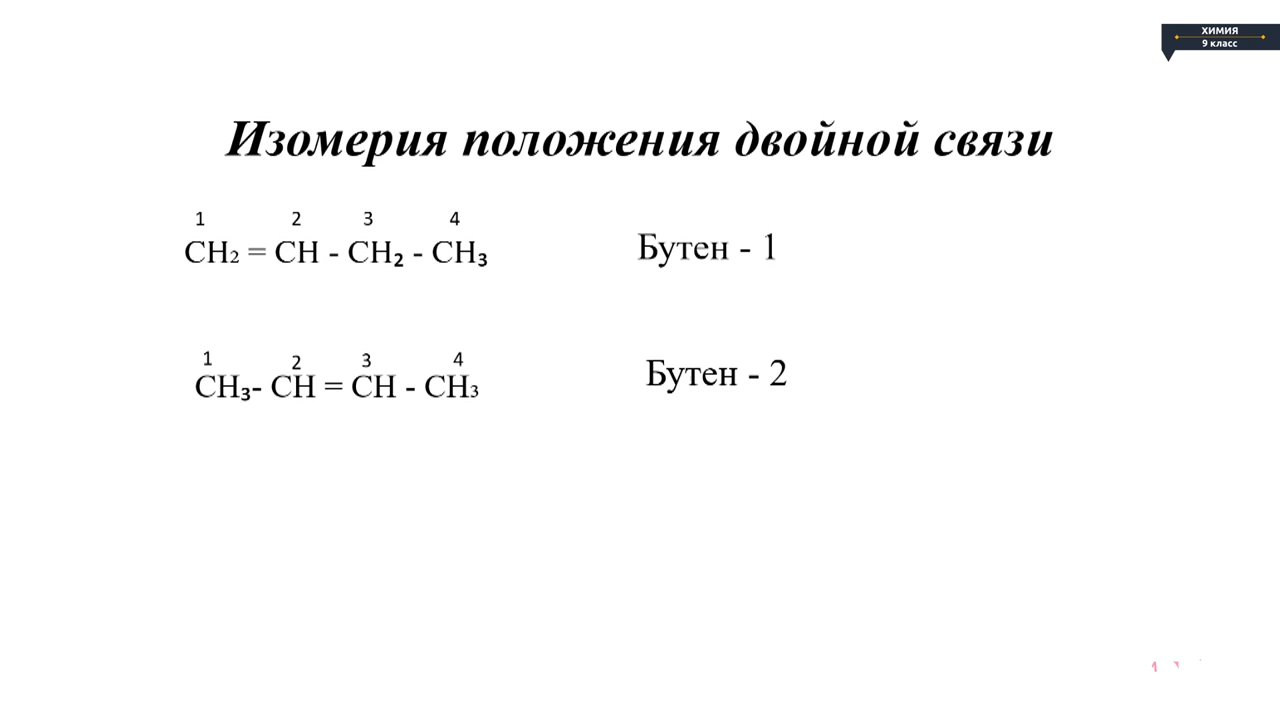 ХИМИЯ
9 класс
Изомерия положения двойной связи
1 2 3 4
CH₂ = CH - CH₂ - CH₃ Бутен - 1
1 2 3 4
CH₃- CH = CH - CH₃ Бутен - 2